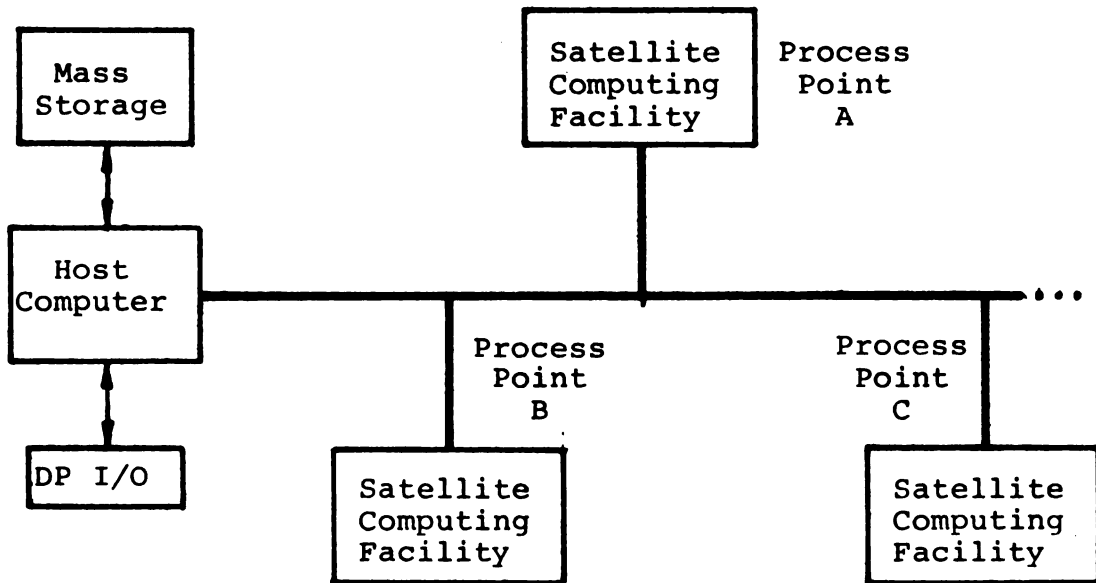 Mass
Storage
Satellite
Computing
Facility
Process
Point
A
Host
Computer
Process
Point
B
Process
Point
C
DP I/O
Satellite
Computing
Facility
Satellite
Computing
Facility